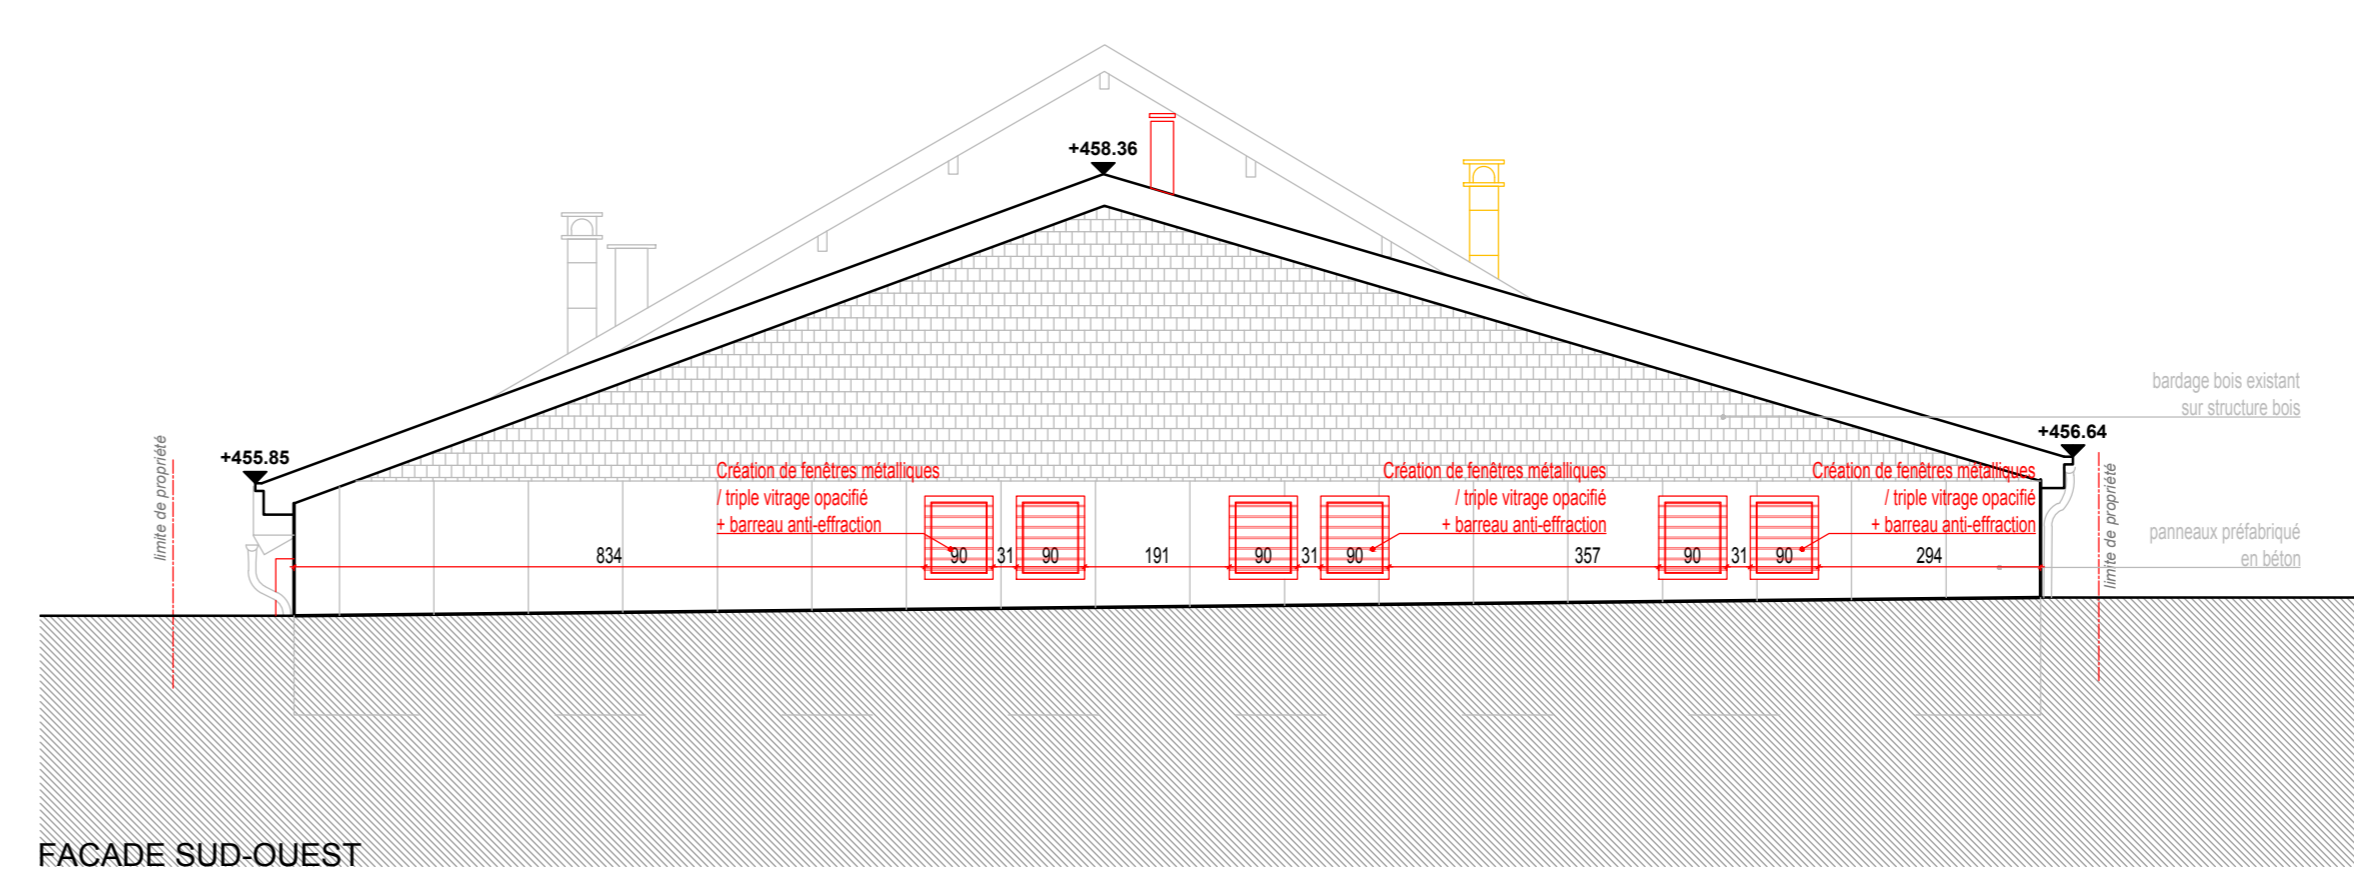 +458.36
bardage bois existant
sur structure bois
+456.64
+455.85
limite de propriété
Création de fenêtres métalliques
/ triple vitrage opacifié
+ barreau anti-effraction
Création de fenêtres métalliques
/ triple vitrage opacifié
+ barreau anti-effraction
Création de fenêtres métalliques
/ triple vitrage opacifié
+ barreau anti-effraction
limite de propriété
panneaux préfabriqué
en béton
834 90 31 90 191 90 31 90 357 90 31 90 294
FACADE SUD-OUEST